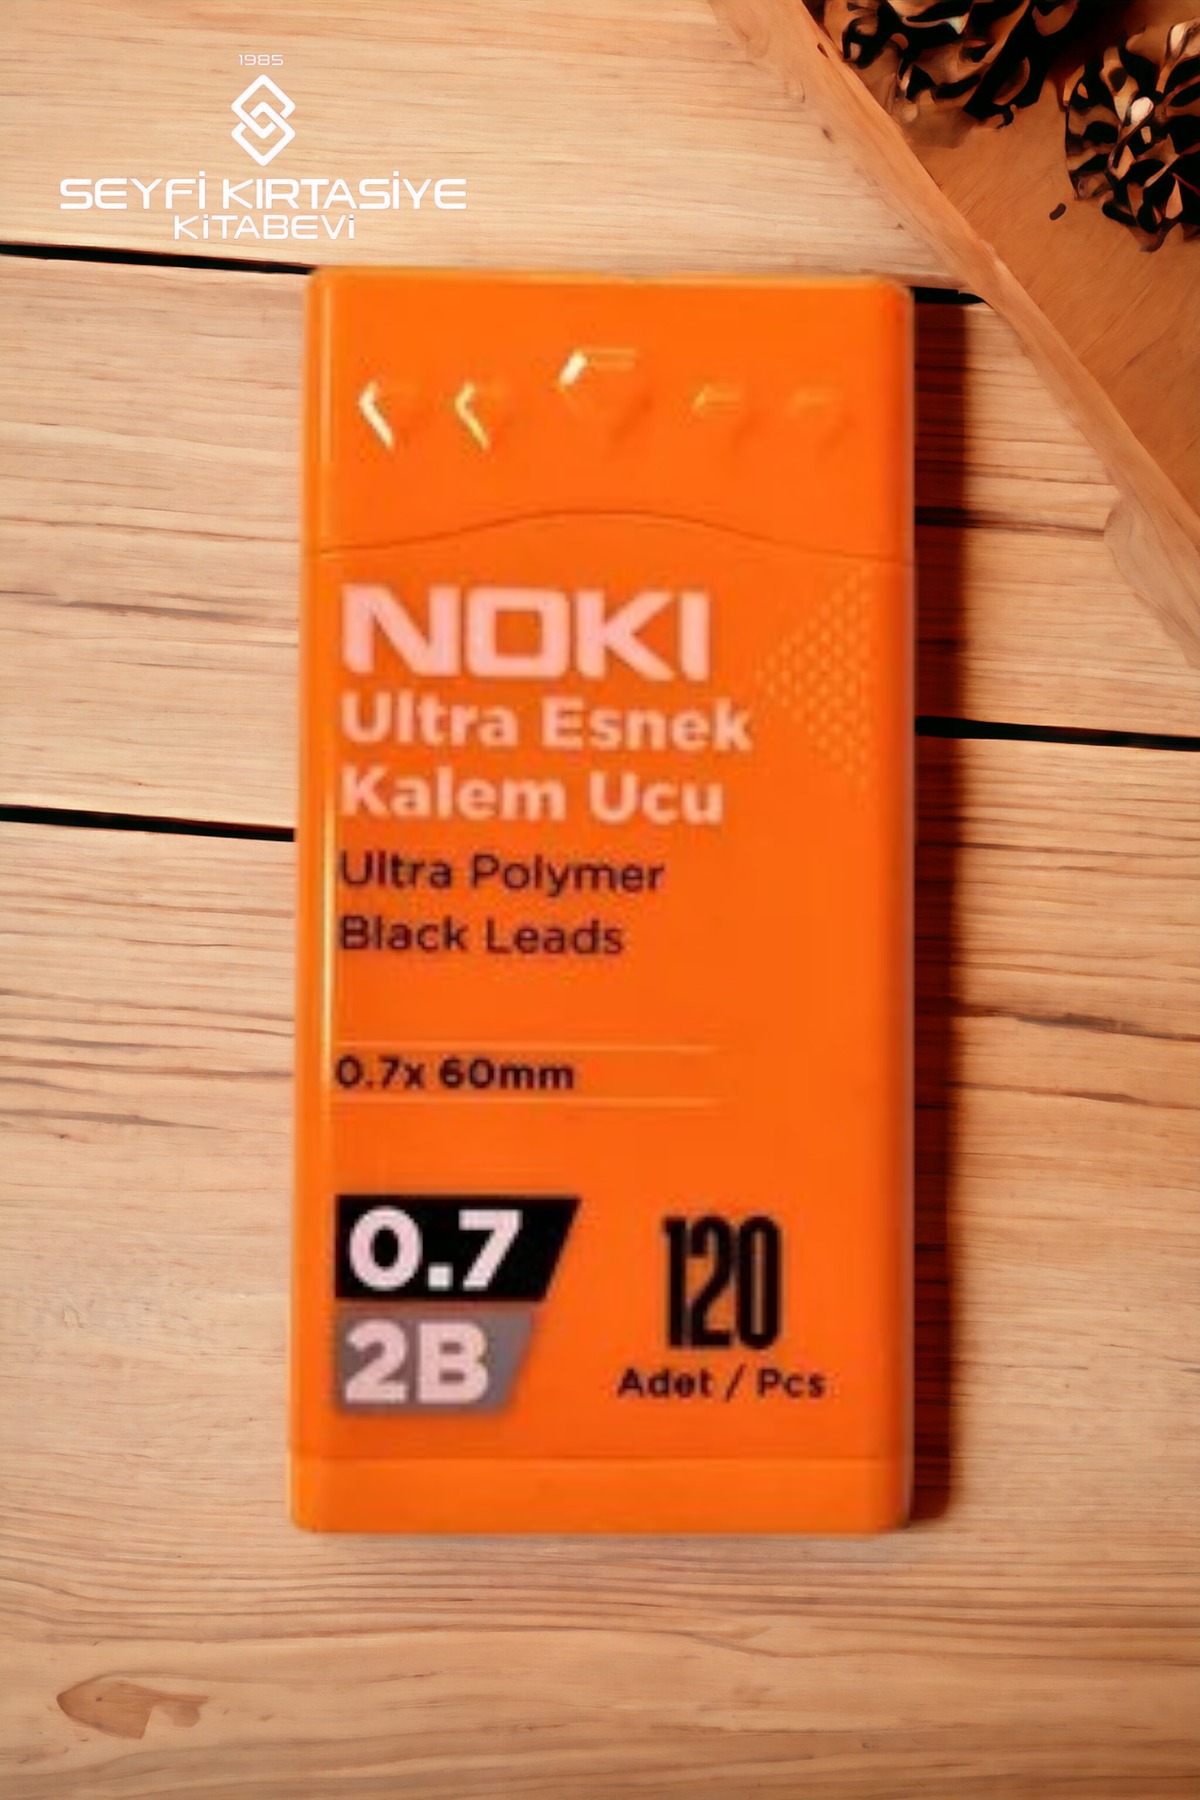 1985
SEYFİ KIRTASİYE
KİTABEVİ
NOKI
Ultra Esnek
Kalem Ucu
Ultra Polymer
Black Leads
0.7x 60mm
0.7
2B
120
Adet / Pcs